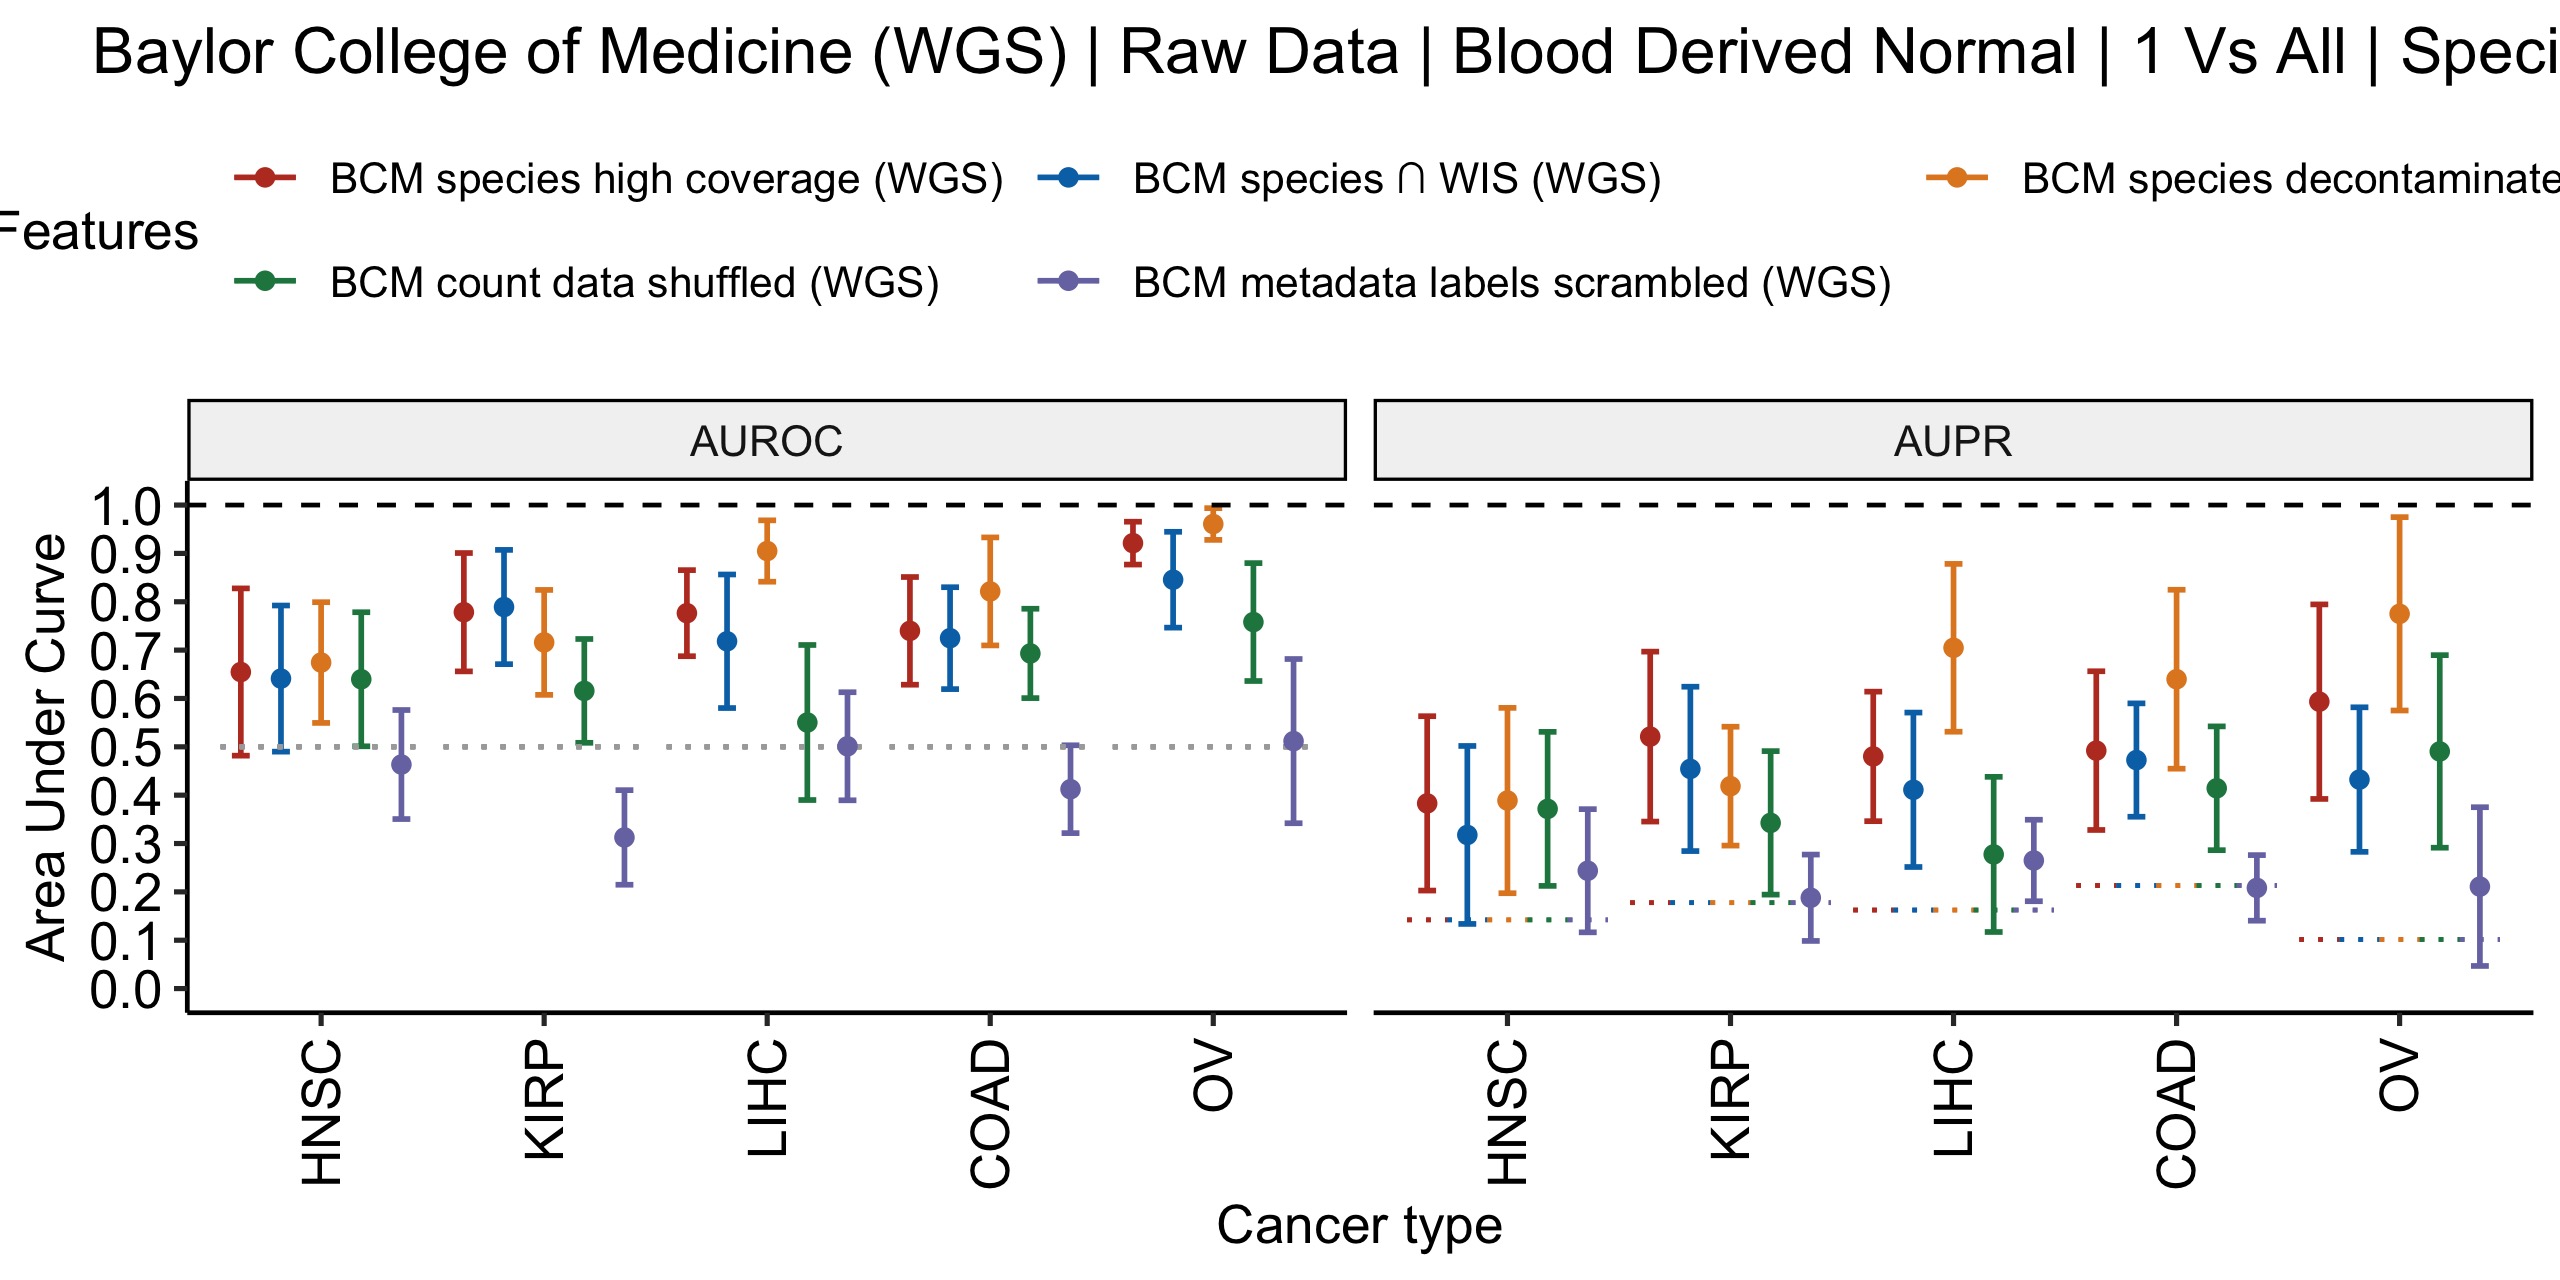 Baylor College of Medicine (WGS) | Raw Data | Blood Derived Normal | 1 Vs All | Speci
Features
BCM species high coverage (WGS)
BCM species ∩ WIS (WGS)
BCM species decontaminate
BCM count data shuffled (WGS)
BCM metadata labels scrambled (WGS)
AUROC
AUPR
Area Under Curve
1.0
0.9
0.8
0.7
0.6
0.5
0.4
0.3
0.2
0.1
0.0
HNSC
KIRP
LIHC
COAD
OV
HNSC
KIRP
LIHC
COAD
OV
Cancer type